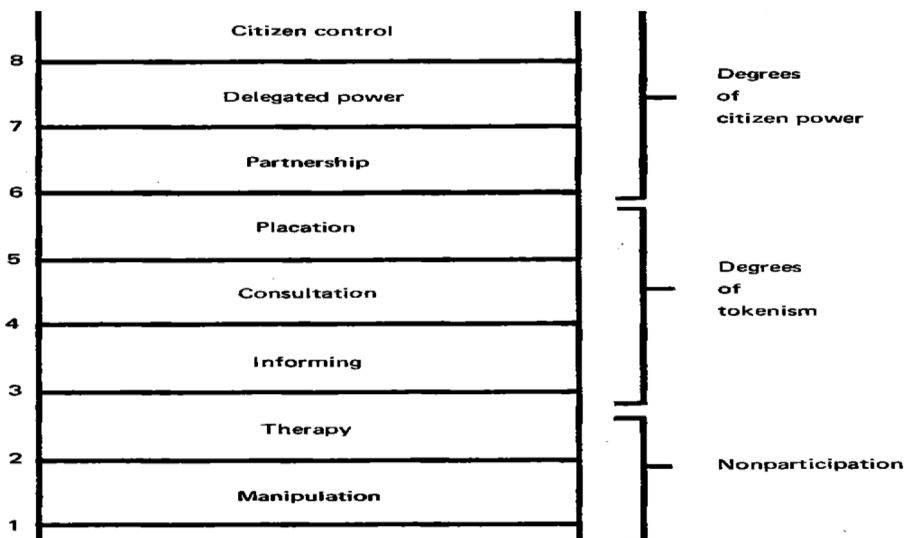 Citizen control
8
Delegated power
7
Partnership
6
Placation
5
Consultation
4
Informing
3
Therapy
2
Manipulation
1
Degrees
of
citizen power
Degrees
of
tokenism
Nonparticipation